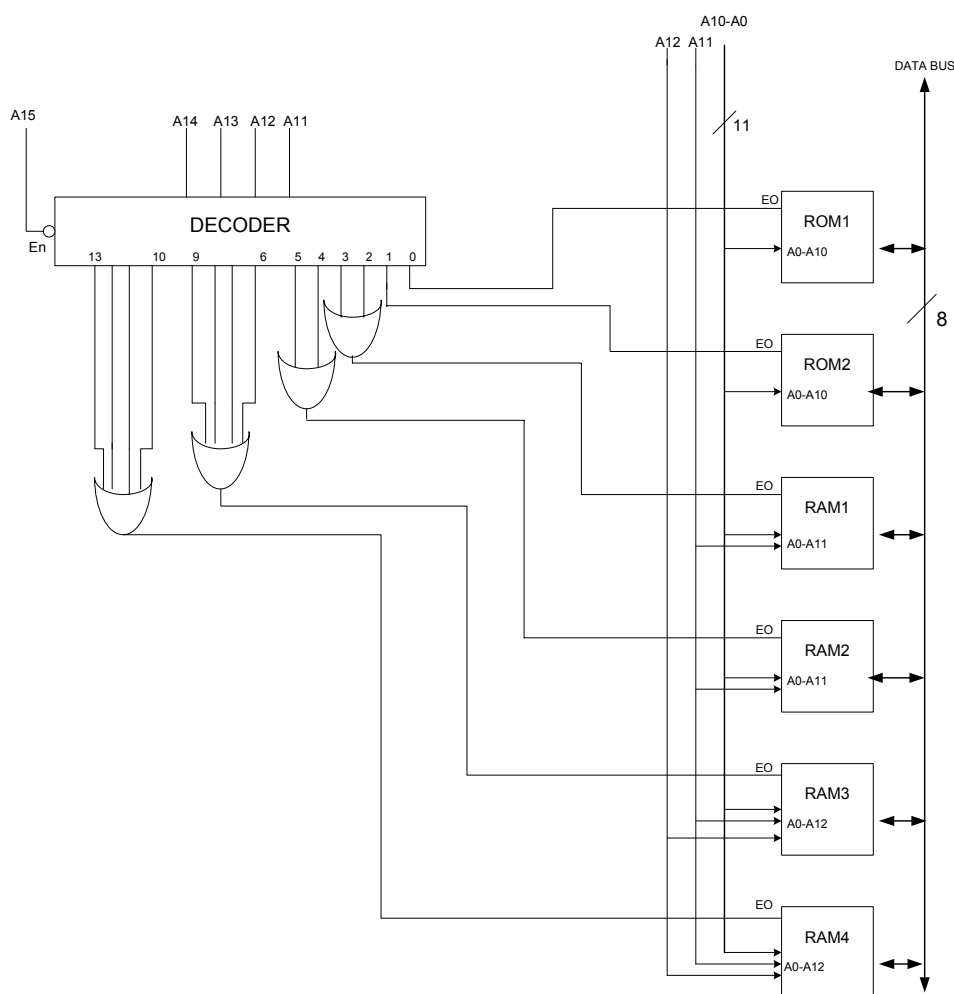 A10-A0
A12 A11
DATA BUS
A15
A14 A13 A12 A11
11
EO
DECODER
ROM1
En
A0-A10
13 10 9 6 5 4 3 2 1 0
8
EO
ROM2
A0-A10
EO
RAM1
A0-A11
EO
RAM2
A0-A11
EO
RAM3
A0-A12
EO
RAM4
A0-A12